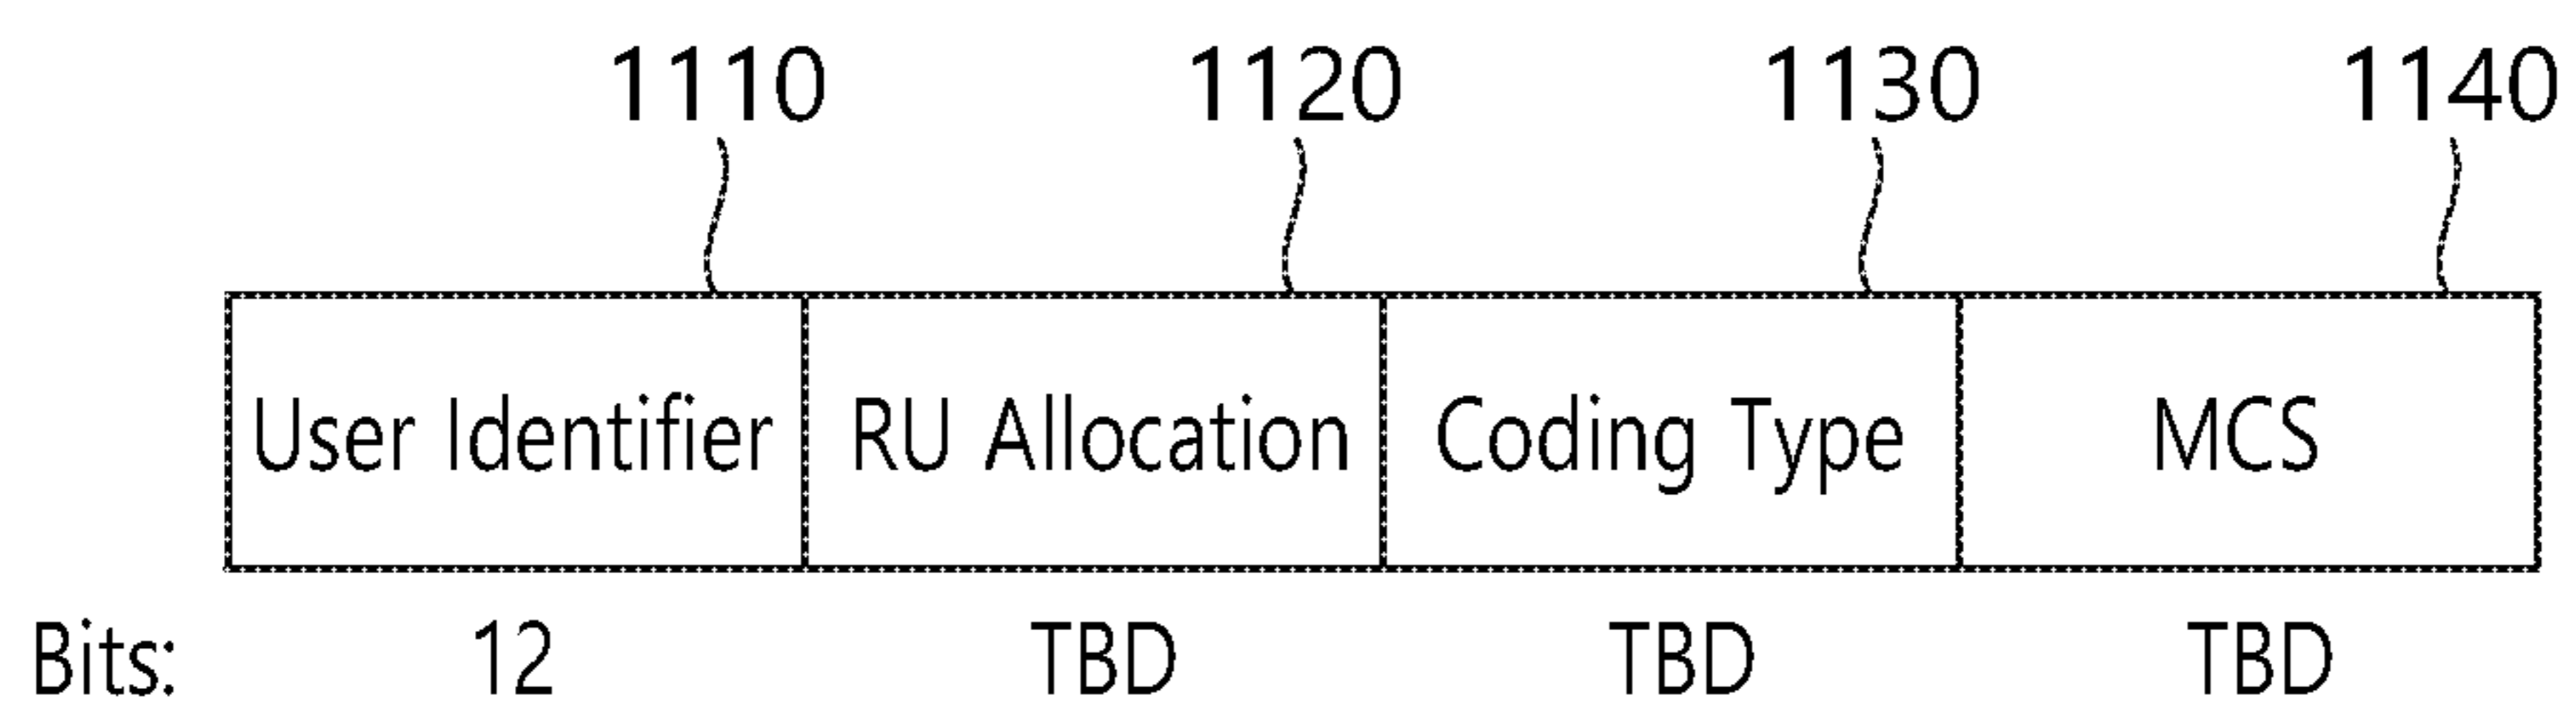 1110 1120 1130 1140
User Identifier RU Allocation Coding Type MCS
Bits: 12 TBD TBD TBD